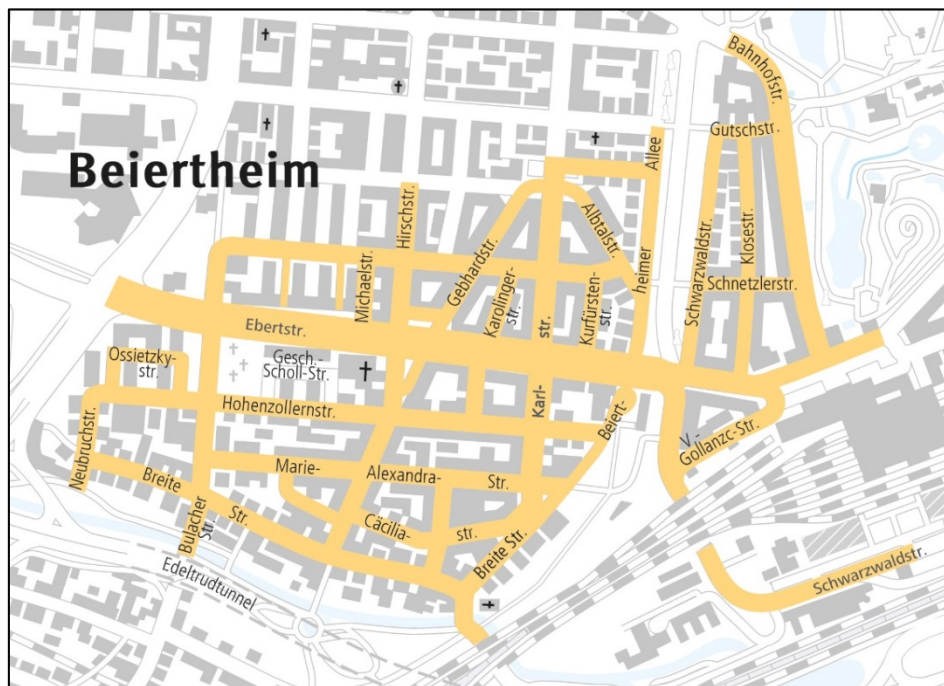 Beiertheim
Bahnhofstr.
Gutschstr.
Allee
Hirschstr.
Albtalstr.
Michaelstr.
Gebhardstr.
Klosestr.
Schwarzwaldstr.
heimer
Schnetzlerstr.
Karolinger-
str.
Kurfürsten-
str.
str.
Ebertstr.
Gesch.-
Scholl-Str.
Ossietzky-
str.
Karl-
Beiert-
Hohenzollernstr.
V.-
Gollanzc-Str.
Neubruchstr.
Breite
Str.
Marie-
Alexandra-
Str.
Bulacher
Str.
Cäcilia-
str.
Breite Str.
Edeltrudtunnel
Schwarzwaldstr.